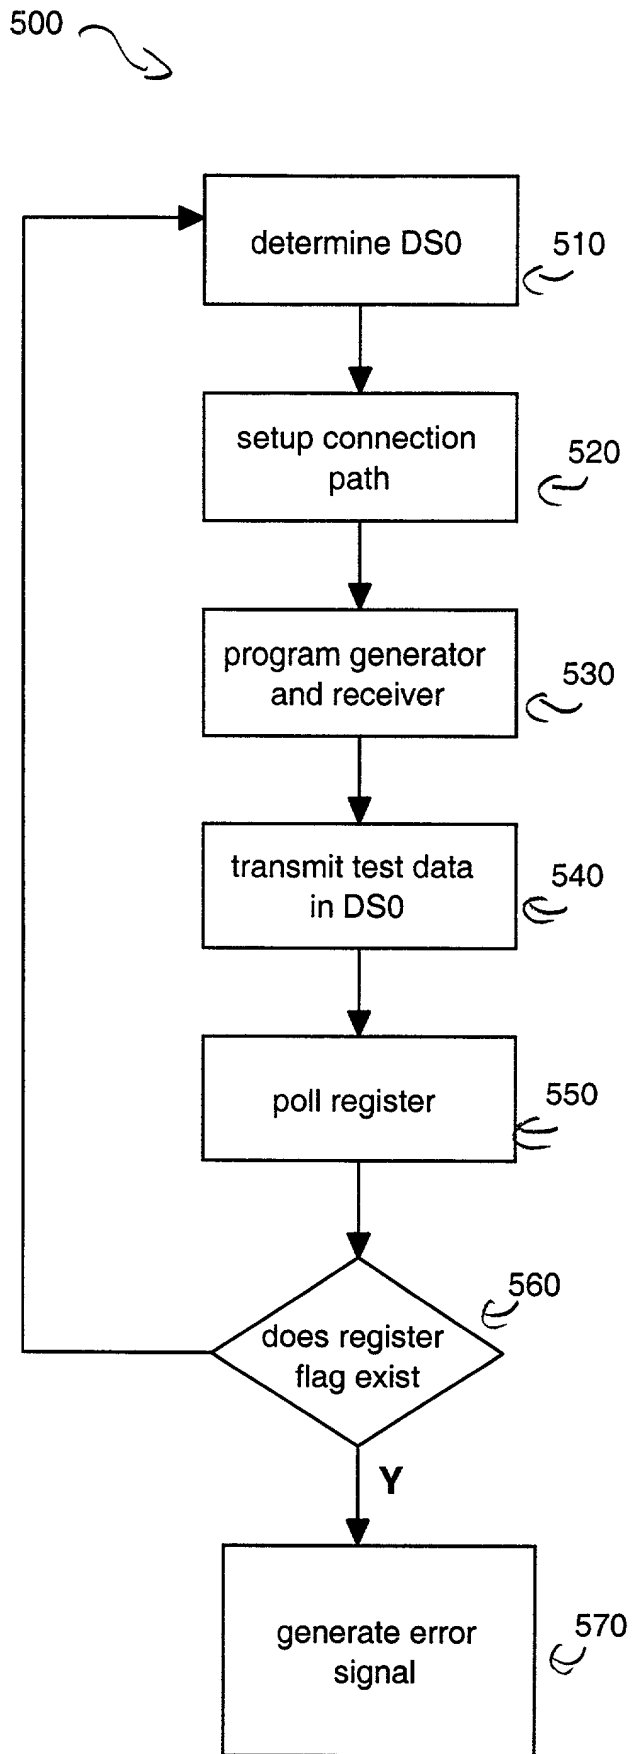 500
determine DS0
510
setup connection
path
520
program generator
and receiver
530
transmit test data
in DS0
540
poll register
550
does register
flag exist
560
Y
generate error
signal
570